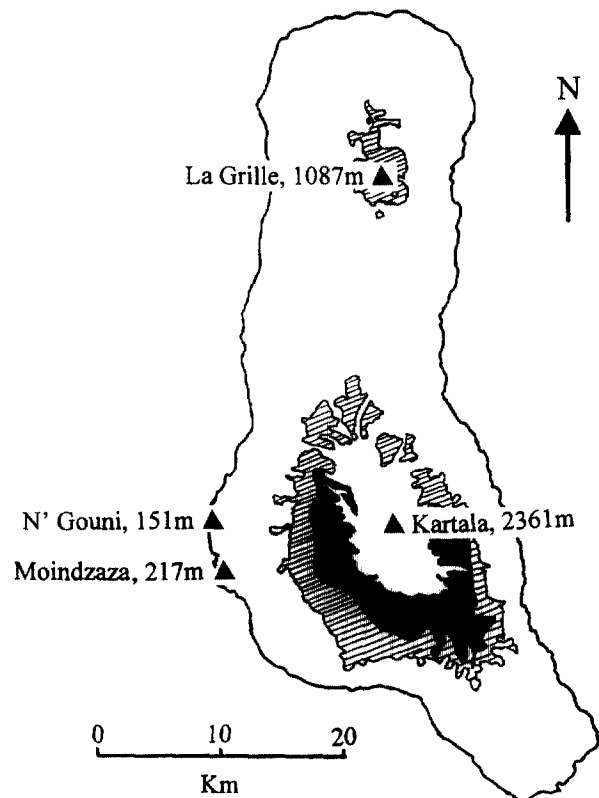 N
La Grille, 1087m
N' Gouni, 151m
Kartala, 2361m
Moindzaza, 217m
0 10 20
Km